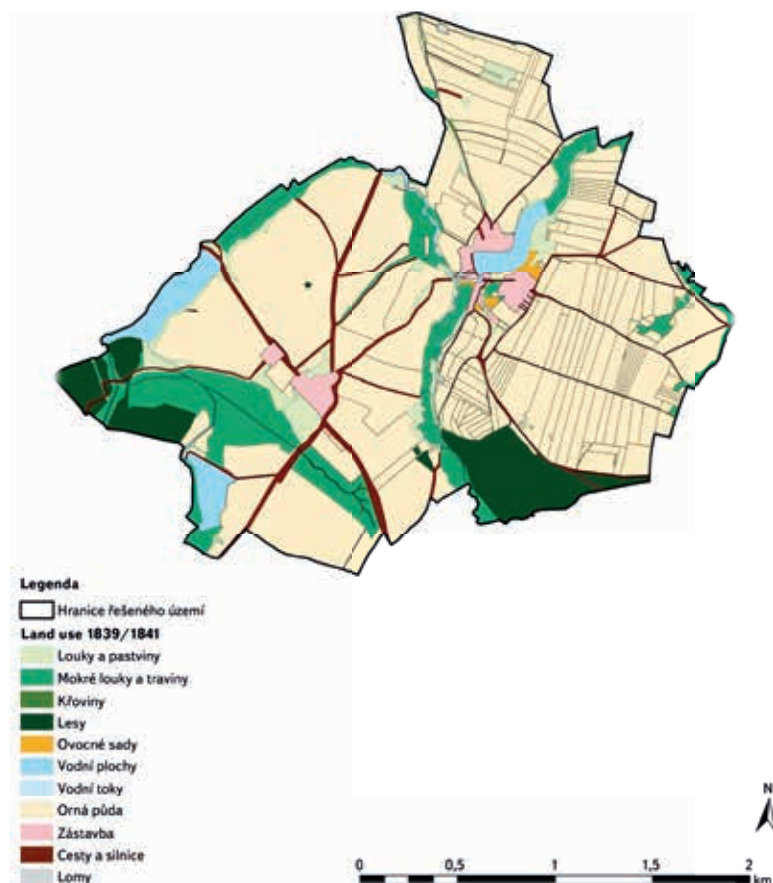 Legenda
Hranice řešeného území
Land use 1839/1841
Louky a pastviny
Mokré louky a traviny
Křoviny
Lesy
Ovocné sady
Vodní plochy
Vodní toky
Orná půda
Zástavba
Cesty a silnice
Lomy
N
0 0,5 1 1,5 2
km